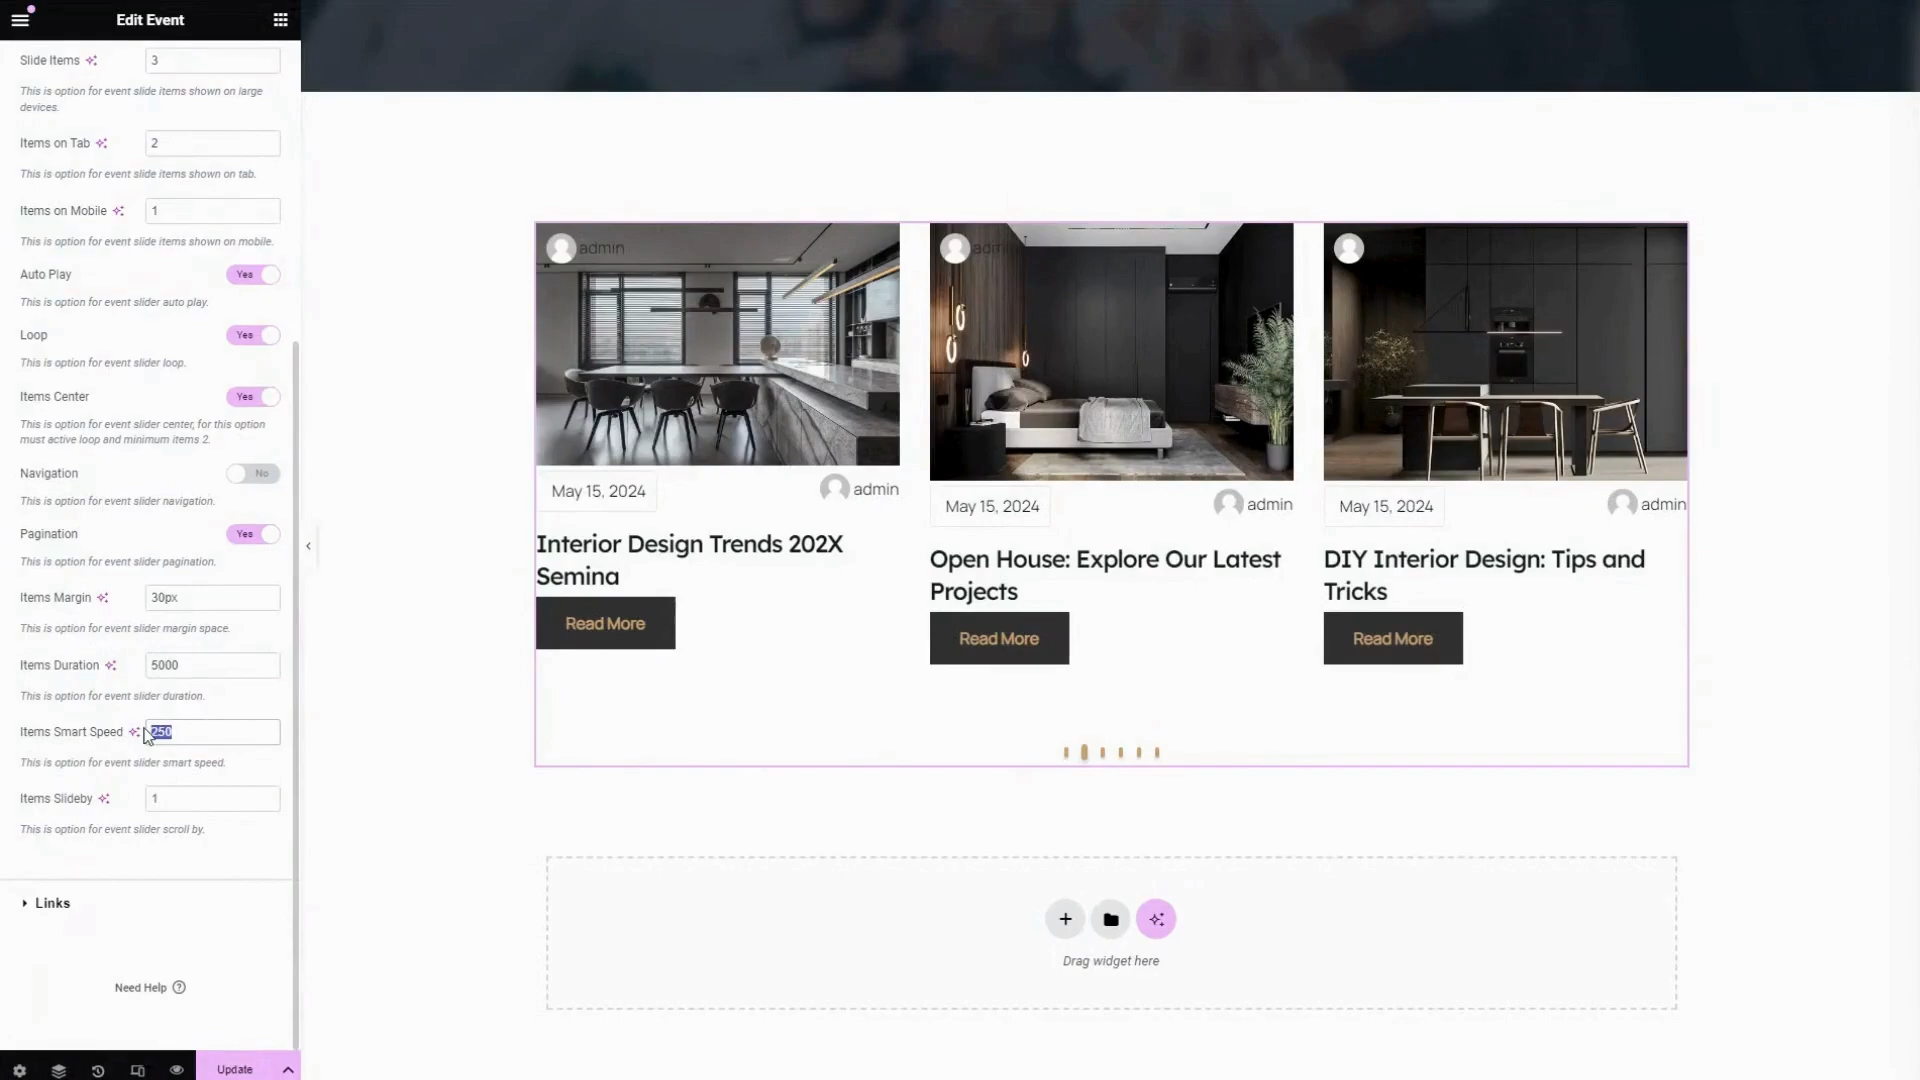 Edit Event
Slide Items
3
This is option for event slide items shown on large
devices.
Items on Tab
2
This is option for event slide items shown on tab.
Items on Mobile
1
This is option for event slide items shown on mobile.
Auto Play
Yes
This is option for event slider auto play.
Loop
Yes
This is option for event slider loop.
Items Center
Yes
This is option for event slider center, for this option
must active loop and minimum items 2.
Navigation
No
This is option for event slider navigation.
Pagination
Yes
This is option for event slider pagination.
Items Margin
30px
This is option for event slider margin space.
Items Duration
5000
This is option for event slider duration.
Items Smart Speed
250
This is option for event slider smart speed.
Items Slideby
1
This is option for event slider scroll by.
Links
Need Help
Update
admin
May 15, 2024
admin
Interior Design Trends 202X
Semina
Read More
admin
May 15, 2024
admin
Open House: Explore Our Latest
Projects
Read More
May 15, 2024
admin
DIY Interior Design: Tips and
Tricks
Read More
Drag widget here